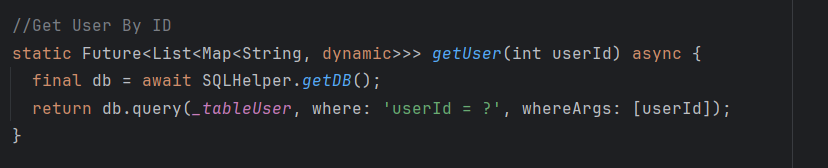 //Get User By ID
static Future<List<Map<String, dynamic>>> getUser(int userId) async {
  final db = await SQLHelper.getDB();
  return db.query(_tableUser, where: 'userId = ?', whereArgs: [userId]);
}